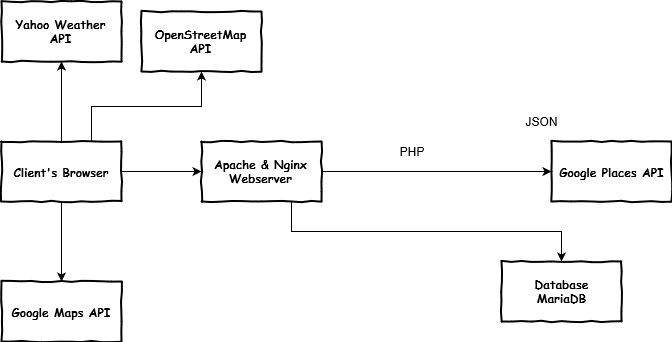 Yahoo Weather
API
OpenStreetMap
API
JSON
PHP
Client's Browser
Apache & Nginx
Webserver
Google Places API
Database
MariaDB
Google Maps API